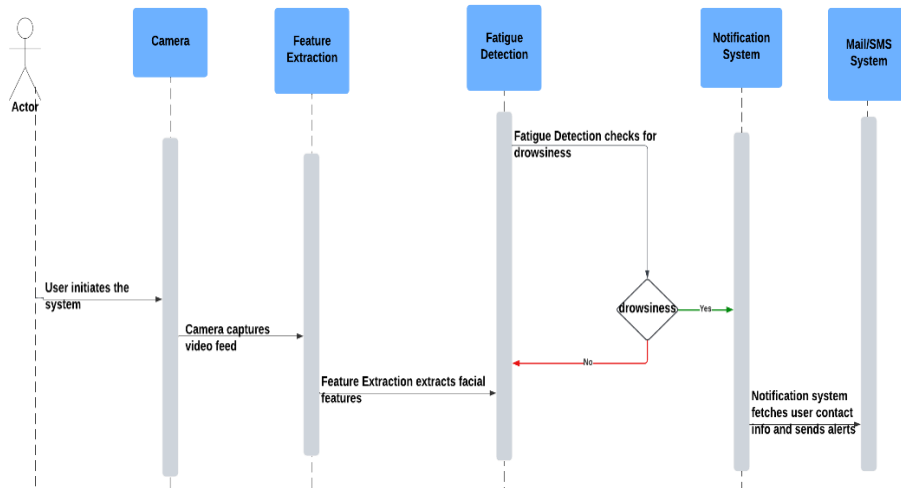 Camera
Feature
Extraction
Fatigue
Detection
Notification
System
Mail/SMS
System
Actor
Fatigue Detection checks for
drowsiness
User initiates the
system
drowsiness
Yes
Camera captures
video feed
No
Feature Extraction extracts facial
features
Notification system
fetches user contact
info and sends alerts